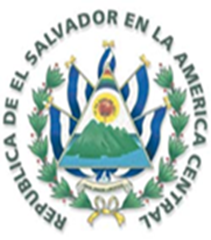 REPUBLICA DE EL SALVADOR EN LA AMERICA CENTRAL